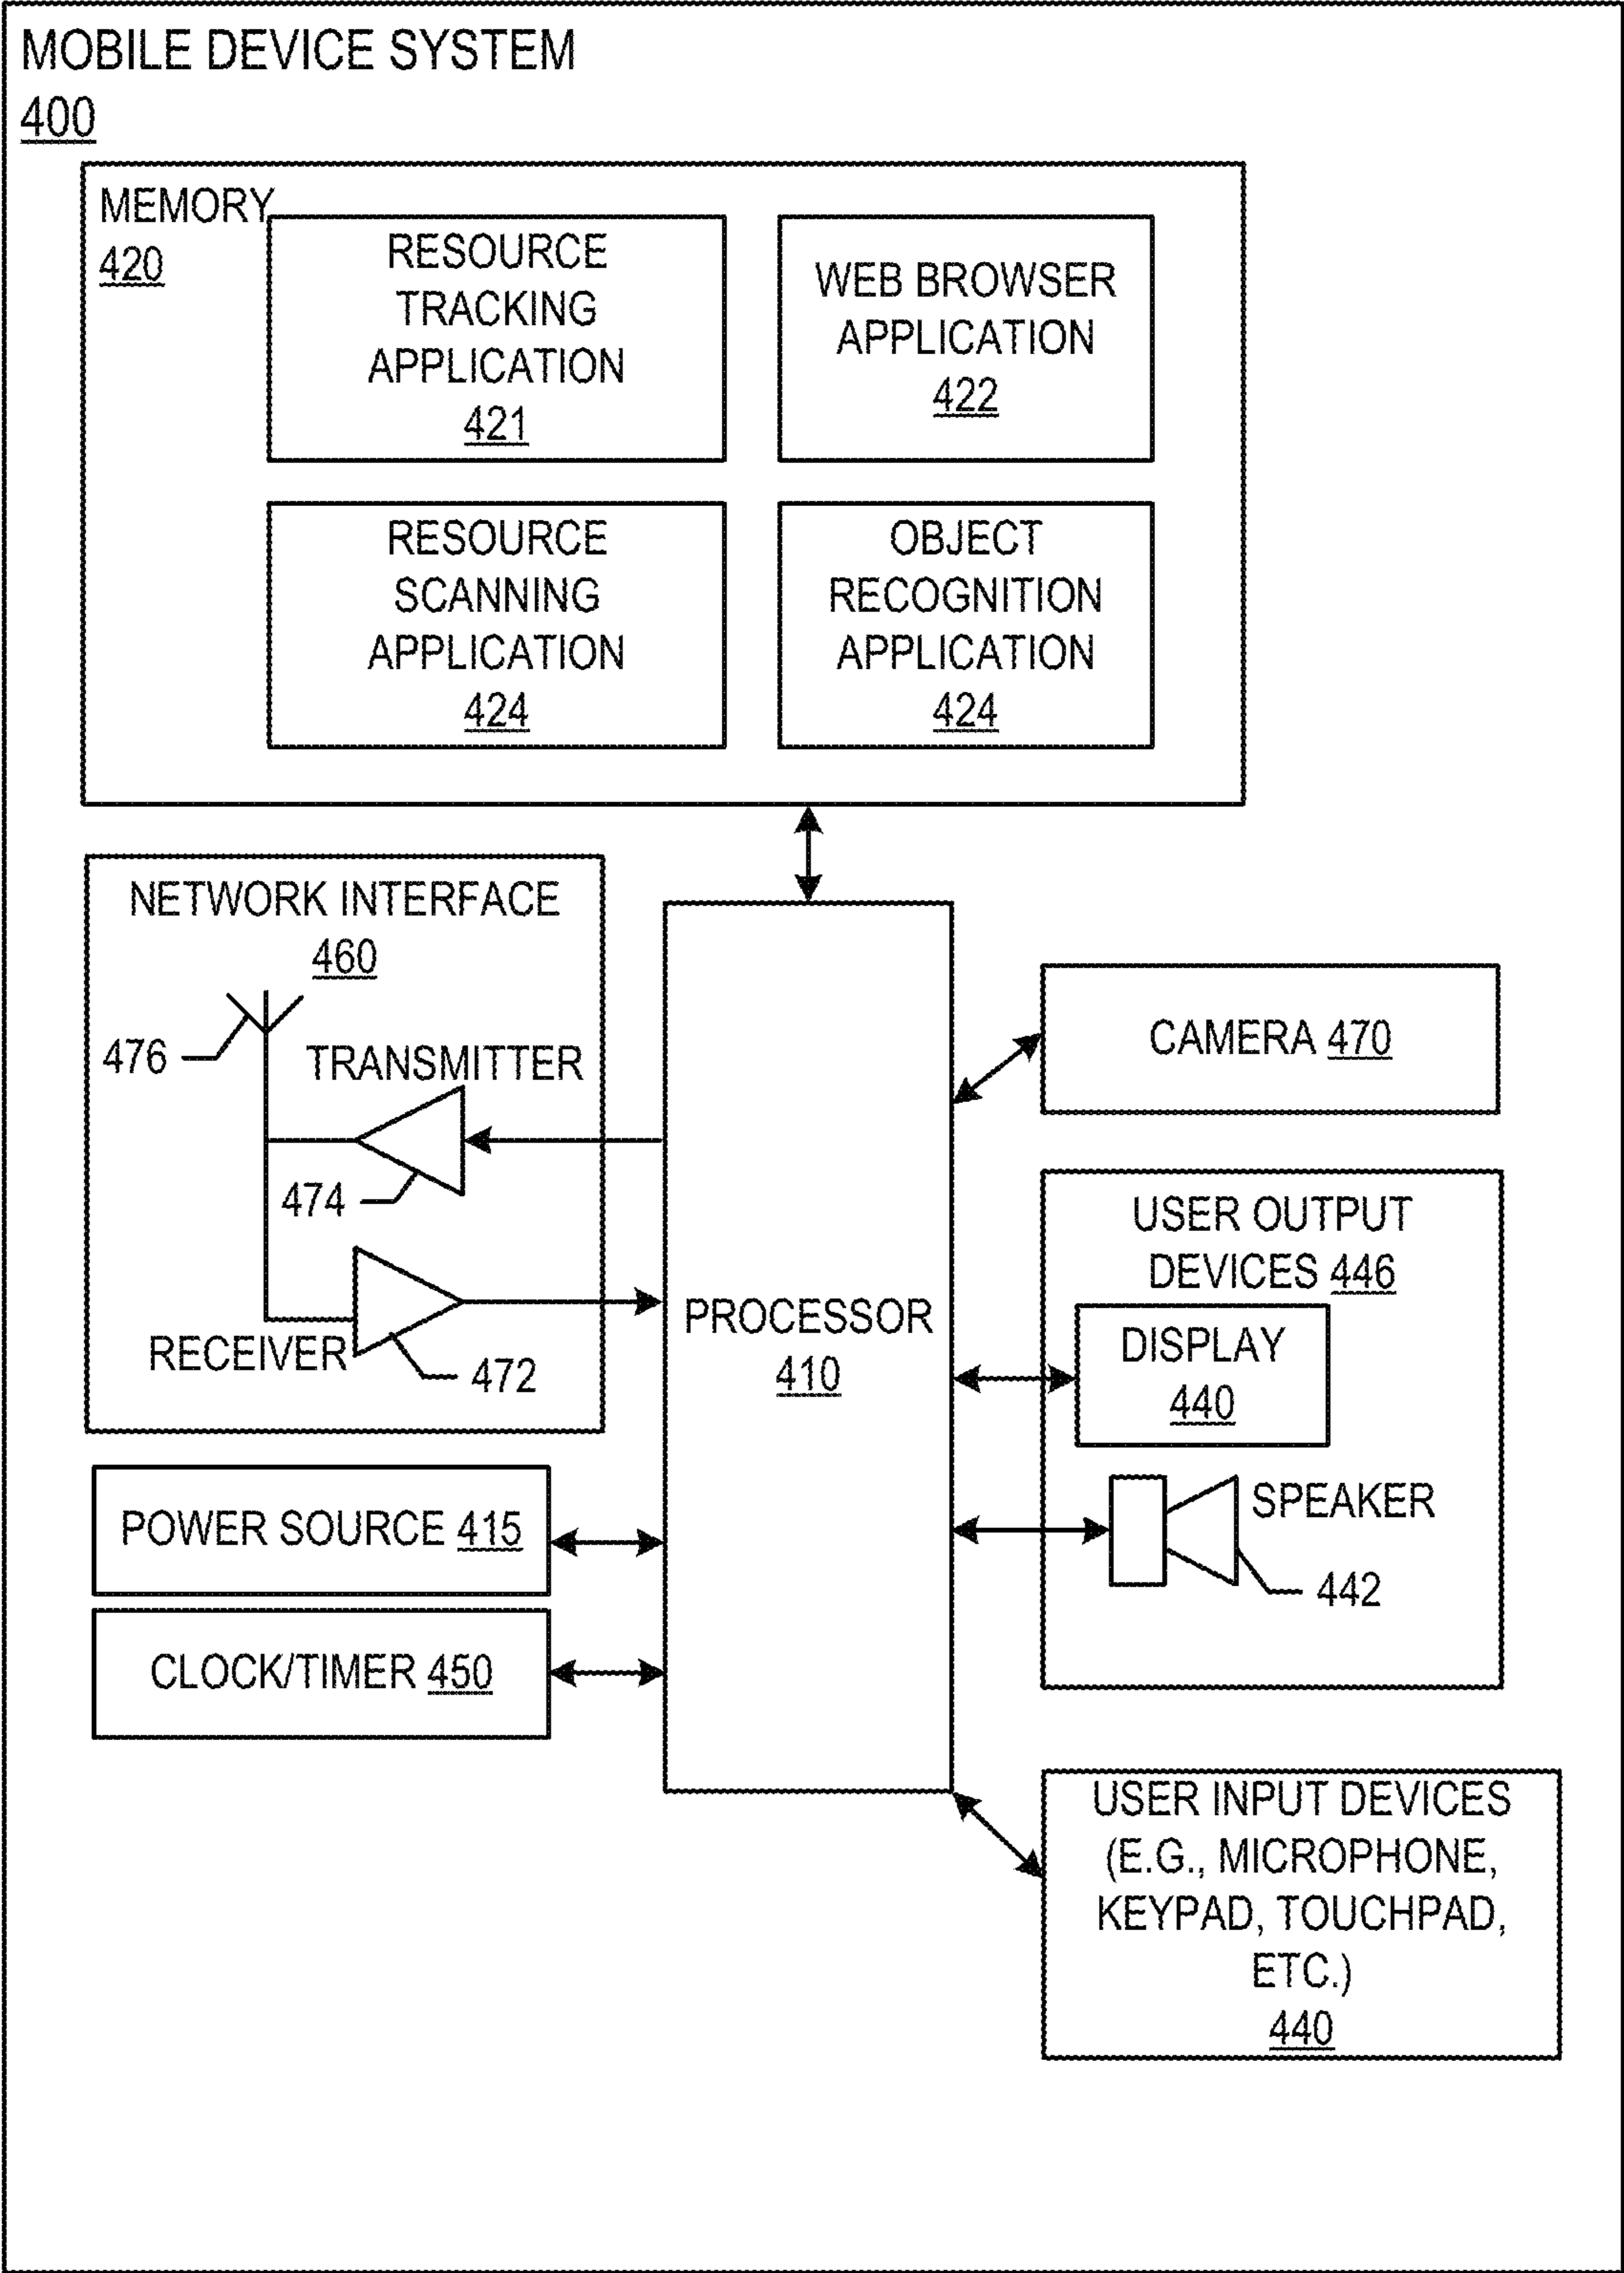 MOBILE DEVICE SYSTEM
400
MEMORY
420
RESOURCE
TRACKING
APPLICATION
421
WEB BROWSER
APPLICATION
422
RESOURCE
SCANNING
APPLICATION
424
OBJECT
RECOGNITION
APPLICATION
424
NETWORK INTERFACE
460
476
TRANSMITTER
474
RECEIVER
472
POWER SOURCE 415
CLOCK/TIMER 450
PROCESSOR
410
CAMERA 470
USER OUTPUT
DEVICES 446
DISPLAY
440
SPEAKER
442
USER INPUT DEVICES
(E.G., MICROPHONE,
KEYPAD, TOUCHPAD,
ETC.)
440